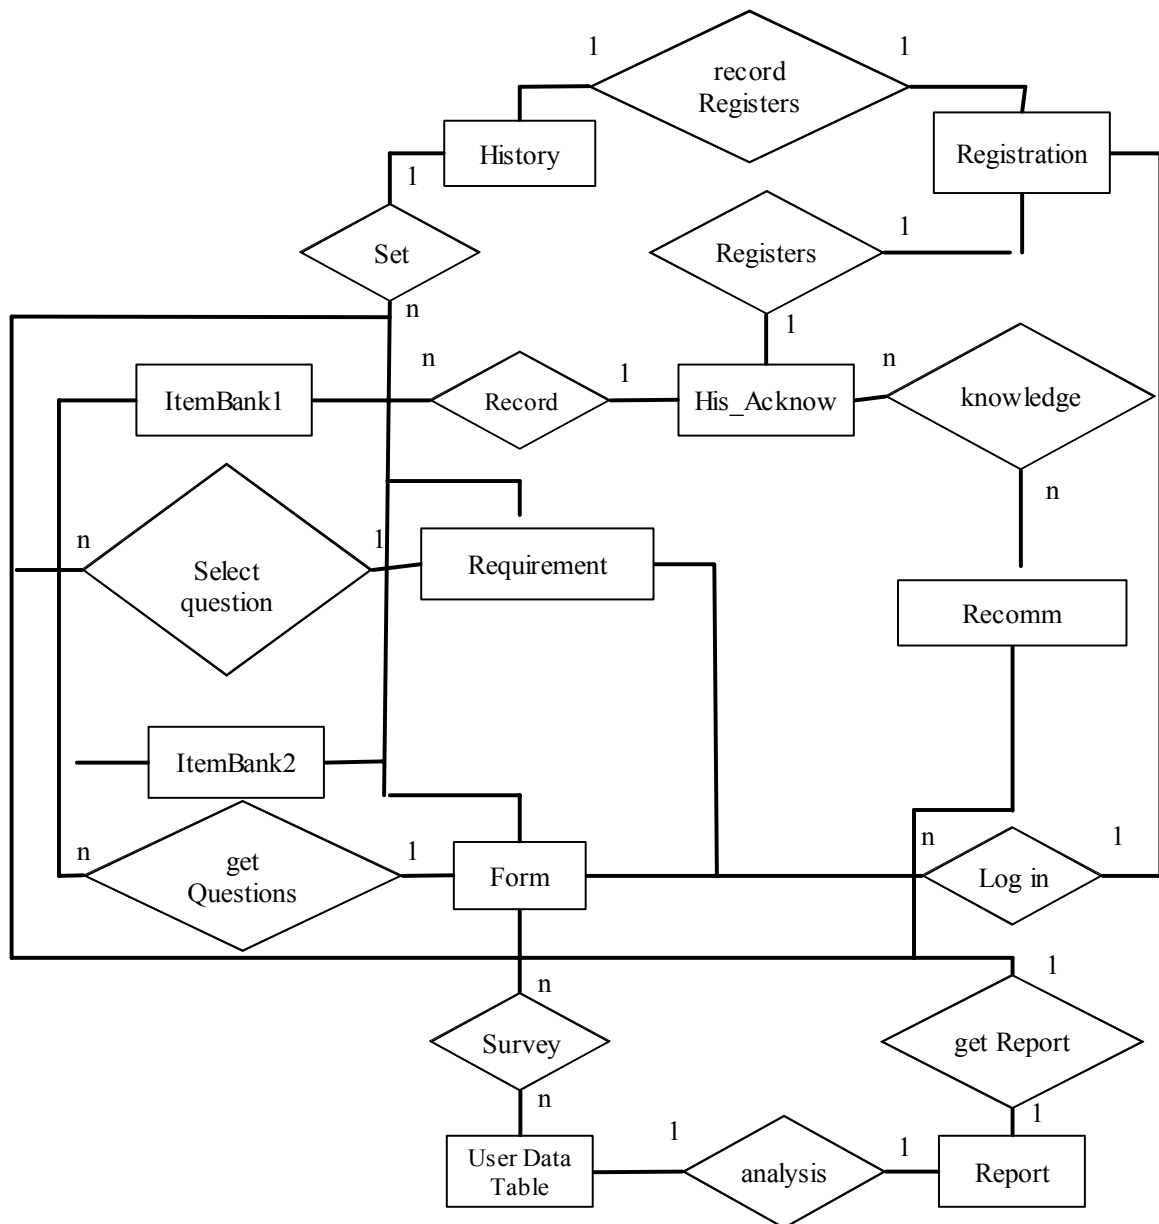 1
1
record
Registers
History
Registration
1
Set
Registers
1
n
1
n
1
n
ItemBank1
Record
His_Acknow
knowledge
n
n
1
Select
question
Requirement
Recomm
ItemBank2
n
1
n
1
get
Questions
Form
Log in
n
1
Survey
get Report
n
1
1
1
User Data
Table
analysis
Report